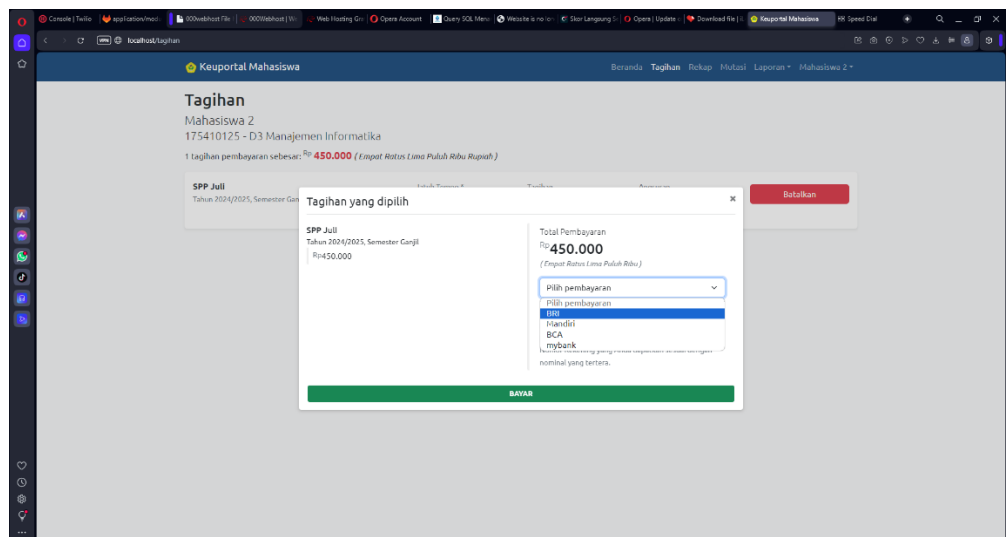 Console | Twilio
application/mod
000webhost File
000Webhost | W
Web Hosting Gr
Opera Account
Query SQL Menu
Website is no lon
Skor Langsung S
Opera | Update
Download file |
Keuportal Mahasiswa
Speed Dial
VPN
localhost/tagihan
Keuportal Mahasiswa
Beranda Tagihan Rekap Mutasi Laporan Mahasiswa 2
Tagihan
Mahasiswa 2
175410125 - D3 Manajemen Informatika
1 tagihan pembayaran sebesar: Rp 450.000 ( Empat Ratus Lima Puluh Ribu Rupiah )
SPP Juli
Tahun 2024/2025, Semester Gan
Tagihan
Batalkan
Tagihan yang dipilih
×
SPP Juli
Tahun 2024/2025, Semester Ganjil
Rp450.000
Total Pembayaran
Rp450.000
( Empat Ratus Lima Puluh Ribu )
Pilih pembayaran
Pilih pembayaran
BRI
Mandiri
BCA
mybank
nominal yang tertera.
BAYAR